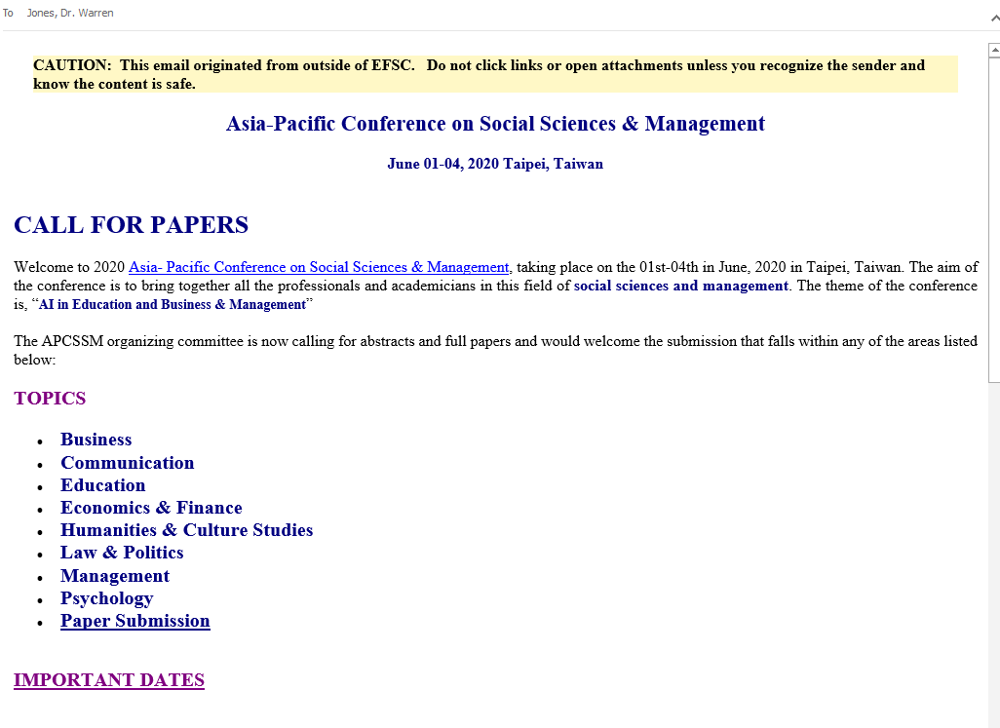 To Jones, Dr. Warren
CAUTION: This email originated from outside of EFSC. Do not click links or open attachments unless you recognize the sender and
know the content is safe.
Asia-Pacific Conference on Social Sciences & Management
June 01-04, 2020 Taipei, Taiwan
CALL FOR PAPERS
Welcome to 2020 Asia- Pacific Conference on Social Sciences & Management, taking place on the 01st-04th in June, 2020 in Taipei, Taiwan. The aim of
the conference is to bring together all the professionals and academicians in this field of social sciences and management. The theme of the conference
is, “AI in Education and Business & Management”
The APCSSM organizing committee is now calling for abstracts and full papers and would welcome the submission that falls within any of the areas listed
below:
TOPICS
• Business
• Communication
• Education
• Economics & Finance
• Humanities & Culture Studies
• Law & Politics
• Management
• Psychology
• Paper Submission
IMPORTANT DATES